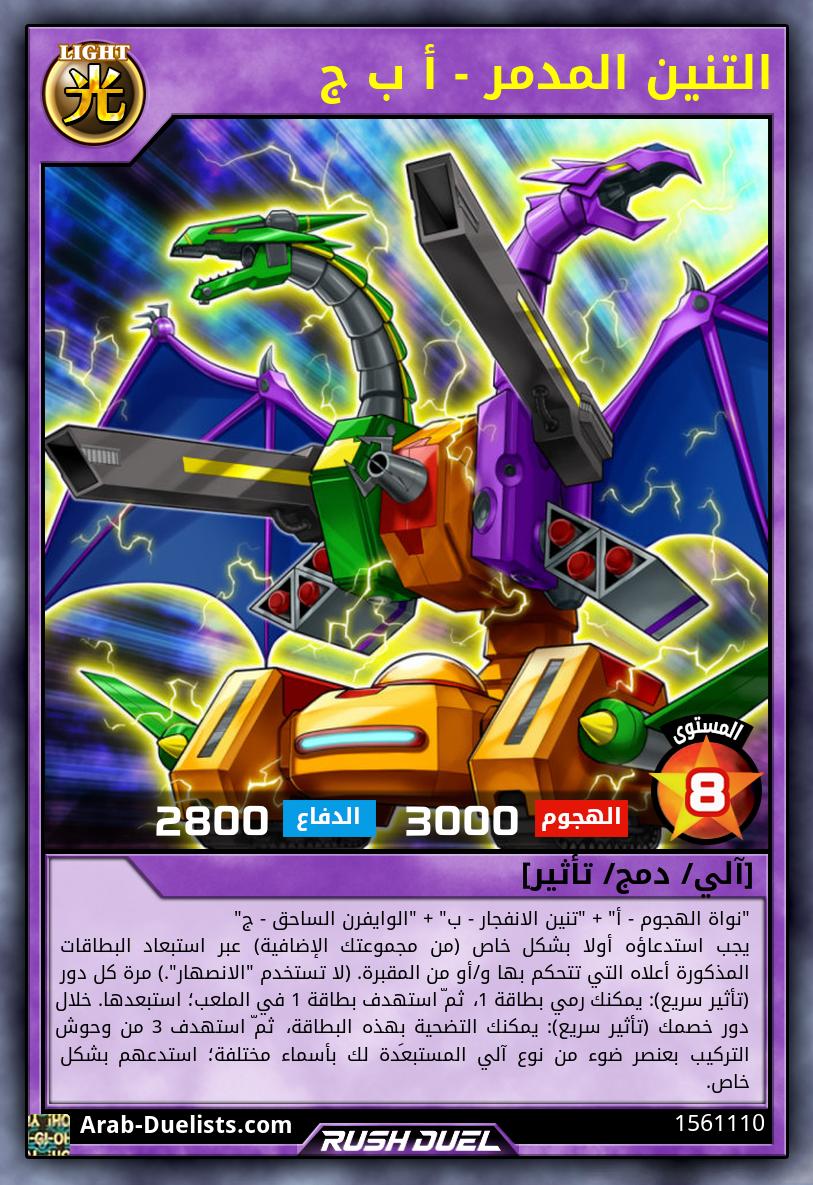 LIGHT
光
التنين المدمر - أ ب ج
المستوى
8
الهجوم 3000 الدفاع 2800
[آلي/ دمج/ تأثير]
"نواة الهجوم - أ" + "تنين الانفجار - ب" + "الوايفرن الساحق - ج"
يجب استدعاؤه أولا بشكل خاص (من مجموعتك الإضافية) عبر استبعاد البطاقات
المذكورة أعلاه التي تتحكم بها و/أو من المقبرة. (لا تستخدم "الانصهار".) مرة كل دور
(تأثير سريع): يمكنك رمي بطاقة 1، ثمّ استهدف بطاقة 1 في الملعب؛ استبعدها. خلال
دور خصمك (تأثير سريع): يمكنك التضحية بهذه البطاقة، ثمّ استهدف 3 من وحوش
التركيب بعنصر ضوء من نوع آلي المستبعَدة لك بأسماء مختلفة؛ استدعهم بشكل
خاص.
Arab-Duelists.com
RUSH DUEL
1561110